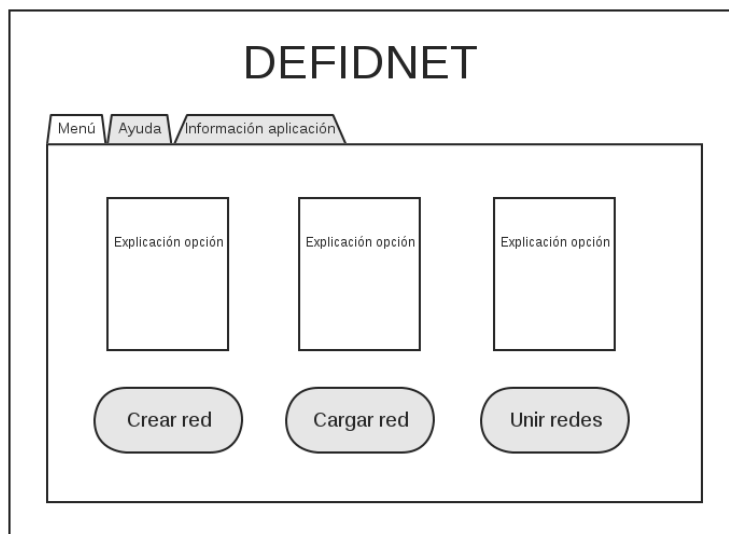 DEFIDNET
Menú Ayuda Información aplicación
Explicación opción Explicación opción Explicación opción
Crear red Cargar red Unir redes